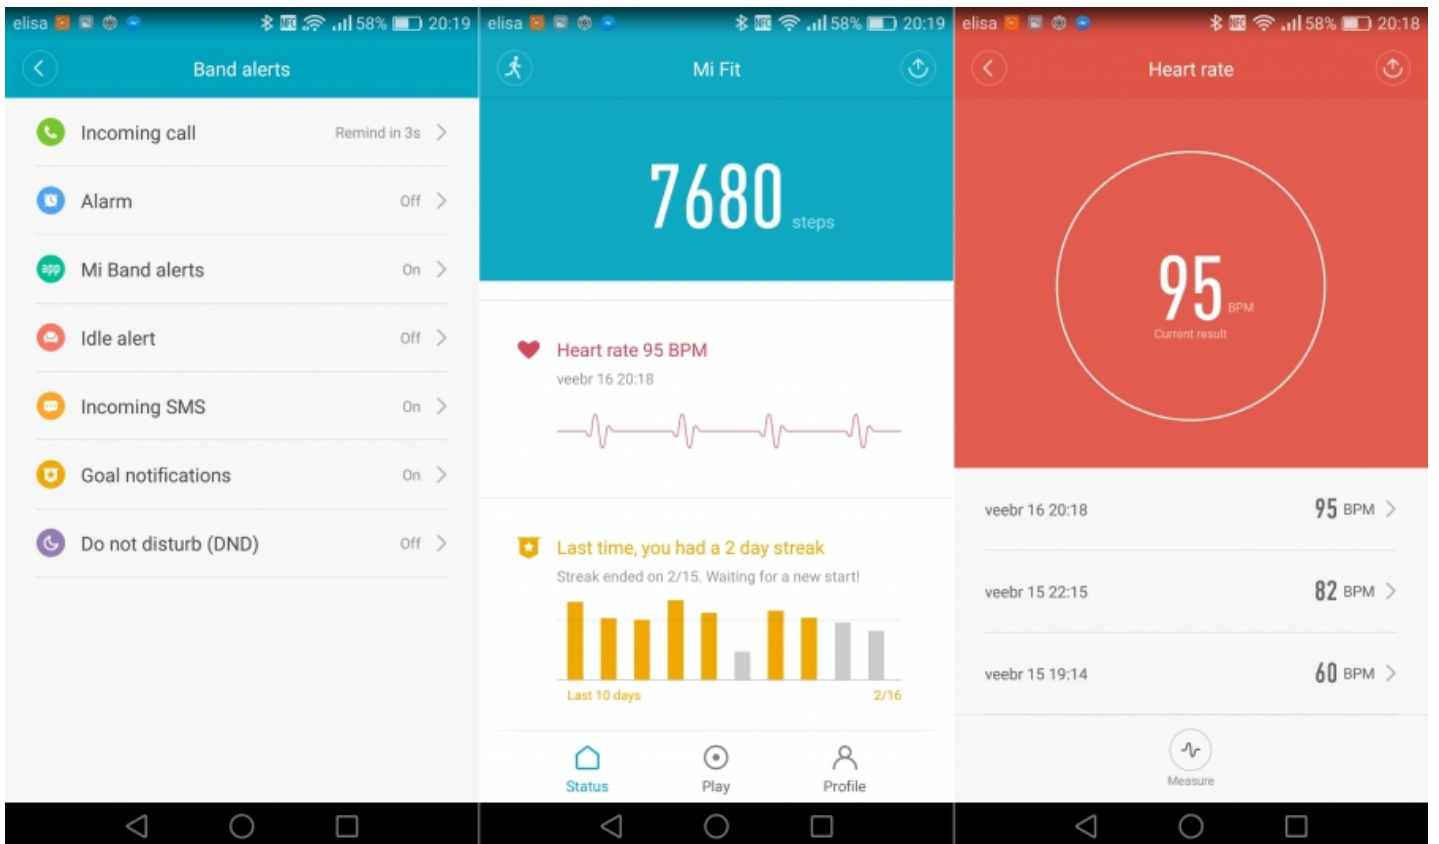 elisa 58% 20:19
Band alerts
Incoming call Remind in 3s
Alarm Off
app Mi Band alerts On
Idle alert Off
Incoming SMS On
Goal notifications On
Do not disturb (DND) Off
elisa NFC 58% 20:19
Mi Fit
7680 steps
Heart rate 95 BPM
veebr 16 20:18
Last time, you had a 2 day streak
Streak ended on 2/15. Waiting for a new start!
Last 10 days 2/16
Status Play Profile
elisa NFC 58% 20:18
Heart rate
95 BPM
Current result
veebr 16 20:18 95 BPM
veebr 15 22:15 82 BPM
veebr 15 19:14 60 BPM
Measure